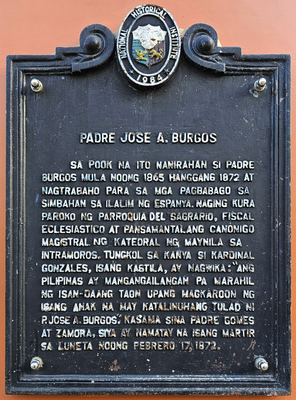 NATIONAL HISTORICAL INSTITUTE
1984
PADRE JOSE A. BURGOS
SA POOK NA ITO NANIRAHAN SI PADRE
BURGOS MULA NOONG 1865 HANGGANG 1872 AT
NAGTRABAHO PARA SA MGA PAGBABAGO SA
SIMBAHAN SA ILALIM NG ESPANYA. NAGING KURA
PAROKO NG PARROQUIA DEL SAGRARIO, FISCAL
ECLESIASTICO AT PANSAMANTALANG CANONIGO
MAGISTRAL NG KATEDRAL NG MAYNILA SA
INTRAMUROS. TUNGKOL SA KANYA SI KARDINAL
GONZALES, ISANG KASTILA, AY NAGWIKA: "ANG
PILIPINAS AY MANGANGAILANGAN PA MARAHIL
NG ISAN-DAANG TAON UPANG MAGKAROON NG
ISANG ANAK NA MAY KATALINUHANG TULAD NI
P. JOSE A. BURGOS." KASAMA SINA PADRE GOMES
AT ZAMORA, SIYA AY NAMATAY NA ISANG MARTIR
SA LUNETA NOONG PEBRERO 17, 1872.